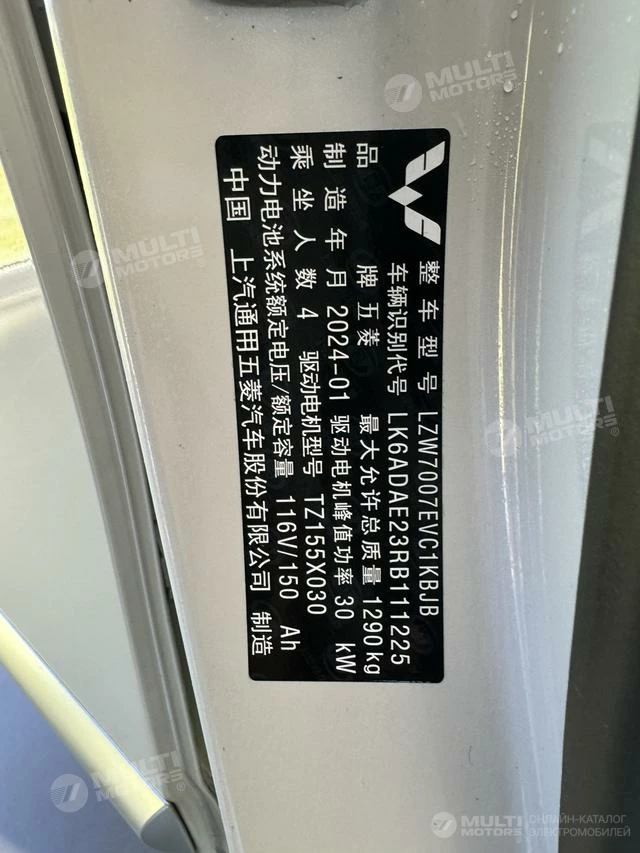 整车型号 LZW7007EVC1KBJB
车辆识别代号 LK6ADAE23RB111225
品 牌 五菱 最大允许总质量 1290kg
制造年月 2024-01 驱动电机峰值功率 30 kW
乘坐人数 4 驱动电机型号 TZ155X030
动力电池系统额定电压/额定容量 116V/150 Ah
中国 上汽通用五菱汽车股份有限公司 制造
MULTI MOTORS
MULTI MOTORS
MULTI MOTORS
MULTI MOTORS
MULTI MOTORS
ОНЛАЙН-КАТАЛОГ
ЭЛЕКТРОМОБИЛЕЙ